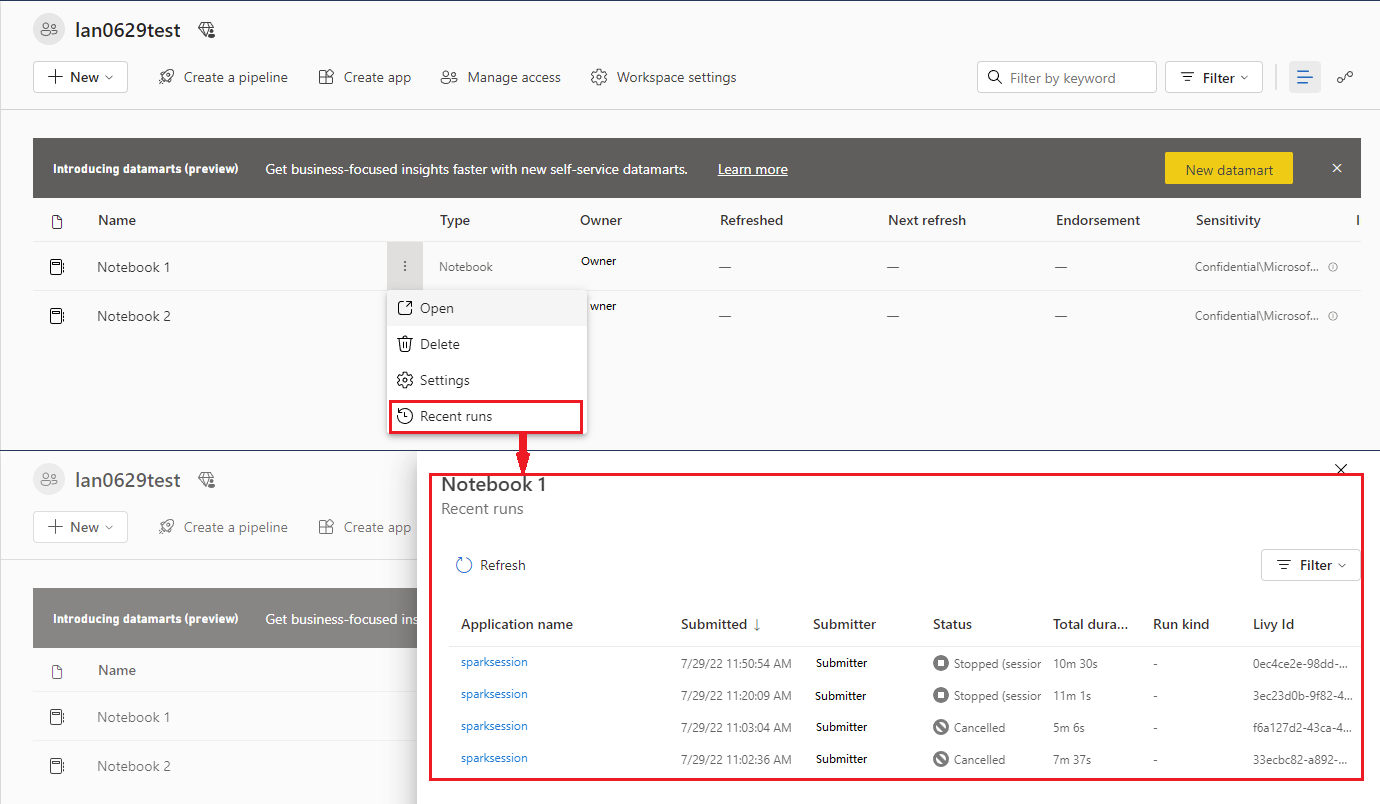 lan0629test
New Create a pipeline Create app Manage access Workspace settings Filter by keyword Filter
Introducing datamarts (preview) Get business-focused insights faster with new self-service datamarts. Learn more New datamart
Name Type Owner Refreshed Next refresh Endorsement Sensitivity
Notebook 1 Notebook Owner — — — Confidential\Microsof...
Open wner
Notebook 2 — — — Confidential\Microsof...
Delete
Settings
Recent runs
lan0629test
New Create a pipeline Create app
Introducing datamarts (preview) Get business-focused ins
Name
Notebook 1
Notebook 2
Notebook 1
Recent runs
Refresh Filter
Application name Submitted ↓ Submitter Status Total dura... Run kind Livy Id
sparksession 7/29/22 11:50:54 AM Submitter Stopped (session 10m 30s - 0ec4ce2e-98dd-...
sparksession 7/29/22 11:20:09 AM Submitter Stopped (session 11m 1s - 3ec23d0b-9f82-4...
sparksession 7/29/22 11:03:04 AM Submitter Cancelled 5m 6s - f6a127d2-43ca-4...
sparksession 7/29/22 11:02:36 AM Submitter Cancelled 7m 37s - 33ecbc82-a892-...